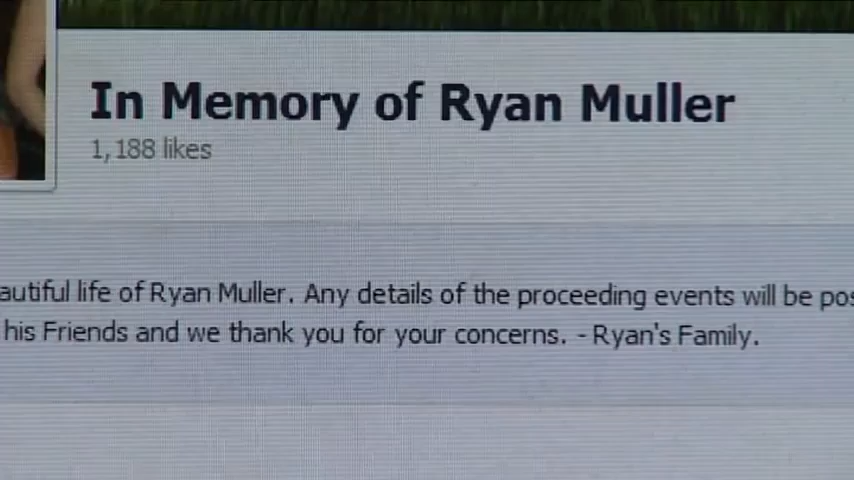 In Memory of Ryan Muller
1,188 likes
autiful life of Ryan Muller. Any details of the proceeding events will be pos
his Friends and we thank you for your concerns. - Ryan's Family.